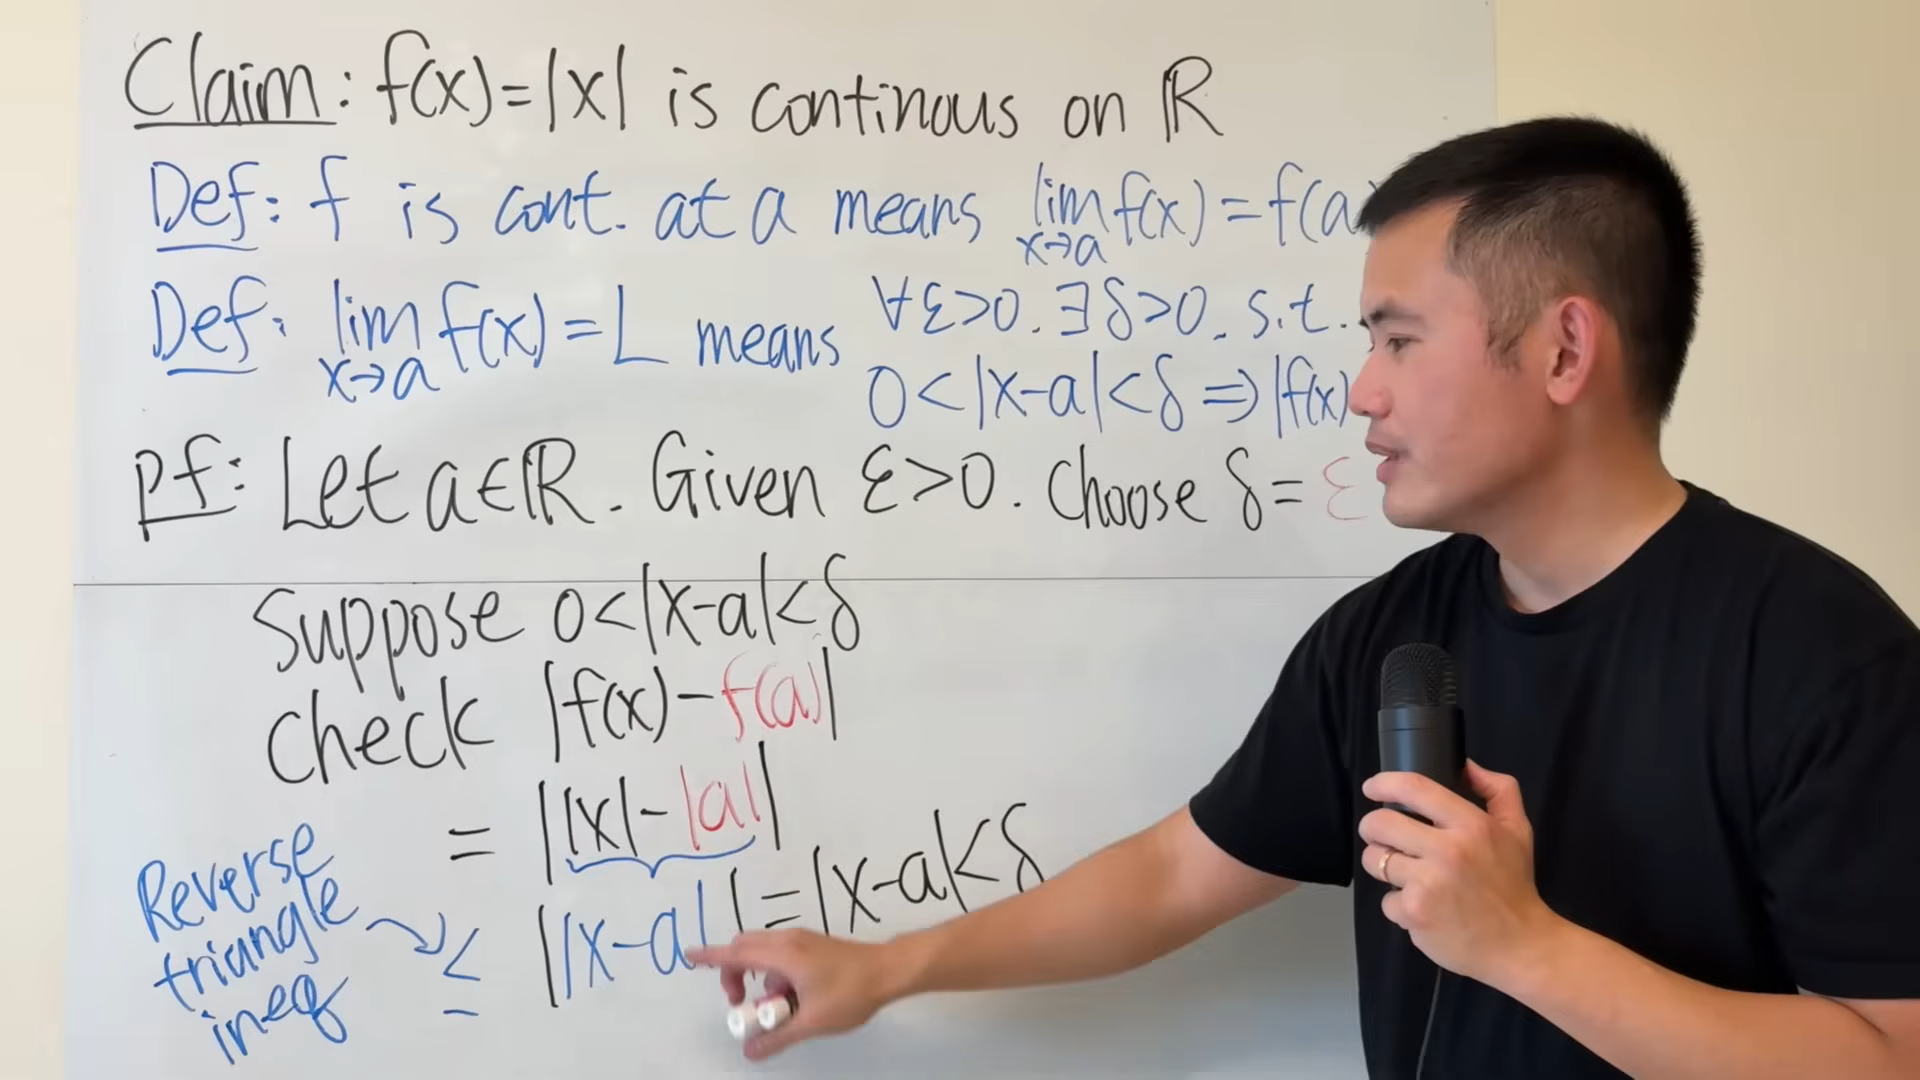 Claim: f(x)=|x| is continous on ℝ
Def: f is cont. at a means lim x→a f(x)=f(a
Def: lim x→a f(x)=L means ∀ε>0. ∃δ>0. s.t.
0<|x-a|<δ ⇒ |f(x)
pf: Let a∈ℝ. Given ε>0. Choose δ=ε
Suppose 0<|x-a|<δ
check |f(x)-f(a)|
= ||x|-|a||
Reverse triangle ineq
≤ ||x-a|| = |x-a|<δ